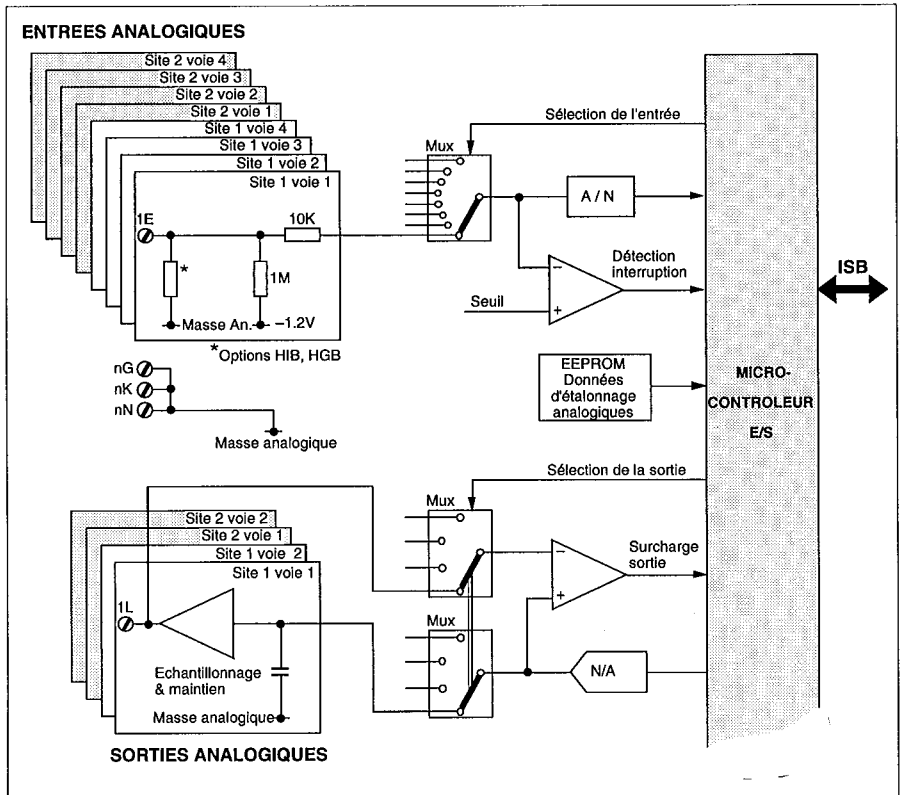 ENTREES ANALOGIQUES
Site 2 voie 4
Site 2 voie 3
Site 2 voie 2
Site 2 voie 1
Site 1 voie 4
Site 1 voie 3
Site 1 voie 2
Site 1 voie 1
1E
10K
*
1M
Masse An.
–1.2V
*Options HIB, HGB
Mux
Sélection de l'entrée
A / N
Détection
interruption
Seuil
–
+
ISB
EEPROM
Données
d'étalonnage
analogiques
MICRO-
CONTROLEUR
E/S
nG
nK
nN
Masse analogique
Sélection de la sortie
Mux
Site 2 voie 2
Site 2 voie 1
Site 1 voie 2
Site 1 voie 1
1L
Echantillonnage
& maintien
Masse analogique
Mux
–
+
Surcharge
sortie
N/A
SORTIES ANALOGIQUES